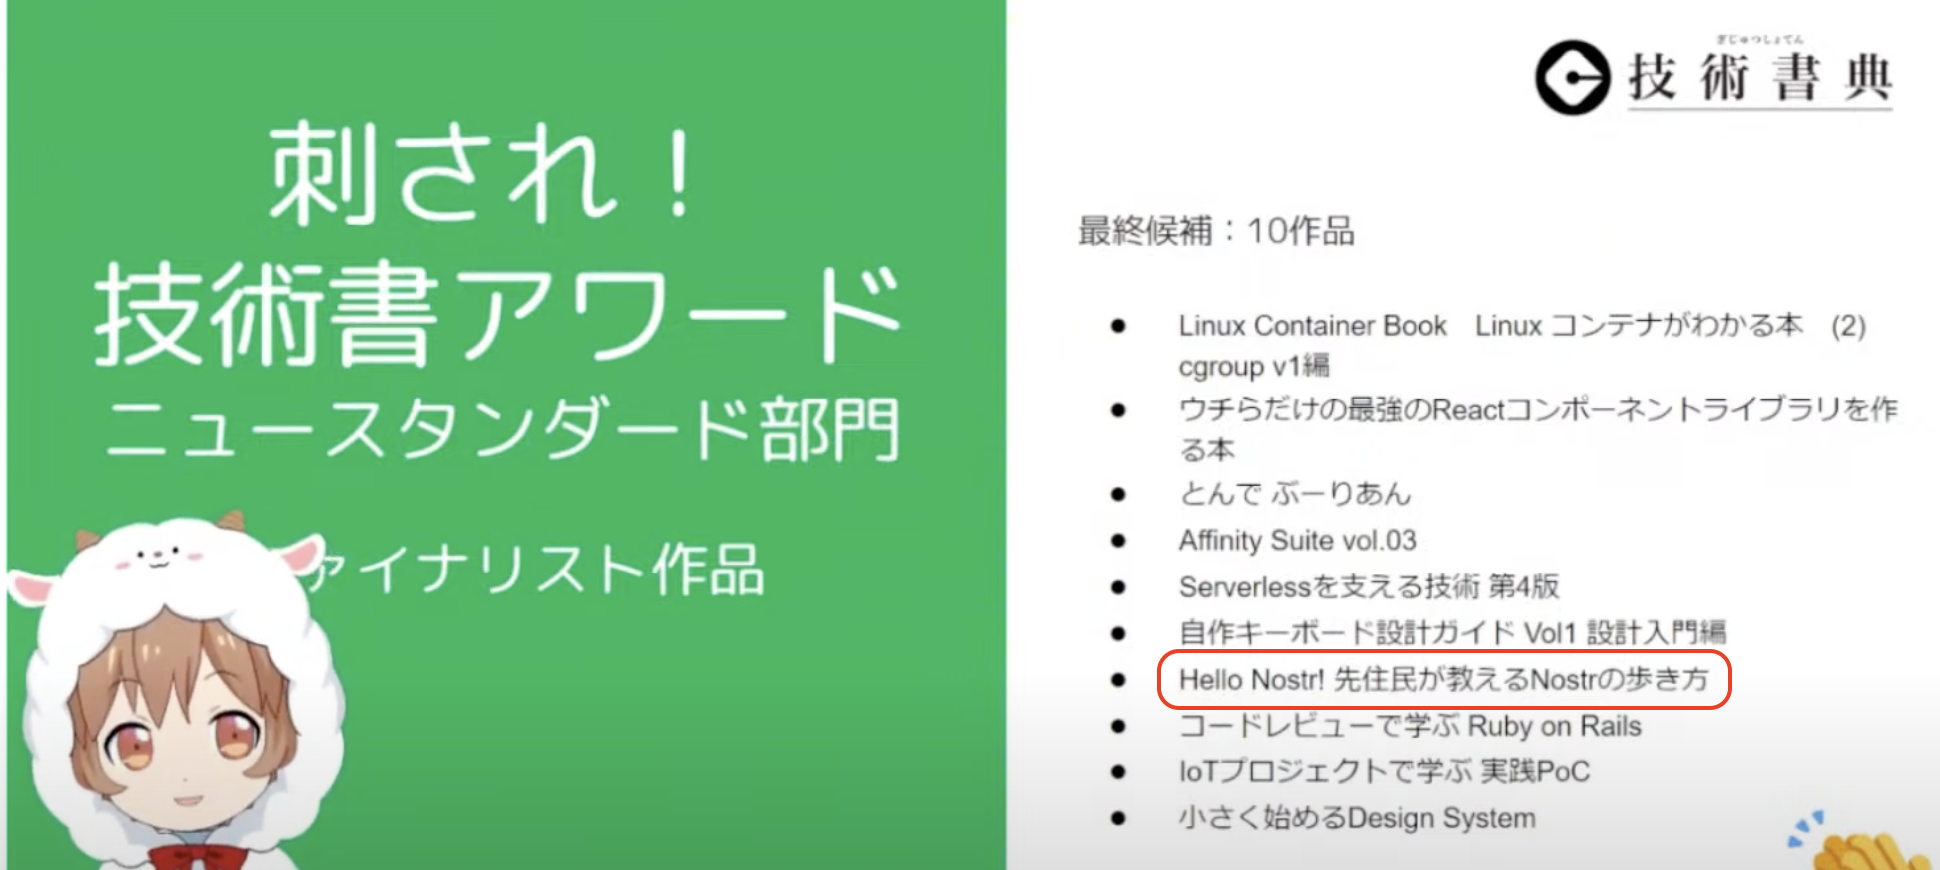 刺され！
技術書アワード
ニュースタンダード部門
ァイナリスト作品
ぎじゅつしょてん
技術書典
最終候補：10作品
● Linux Container Book　Linux コンテナがわかる本　(2)
cgroup v1編
● ウチらだけの最強のReactコンポーネントライブラリを作
る本
● とんで ぶーりあん
● Affinity Suite vol.03
● Serverlessを支える技術 第4版
● 自作キーボード設計ガイド Vol1 設計入門編
● Hello Nostr! 先住民が教えるNostrの歩き方
● コードレビューで学ぶ Ruby on Rails
● IoTプロジェクトで学ぶ 実践PoC
● 小さく始めるDesign System